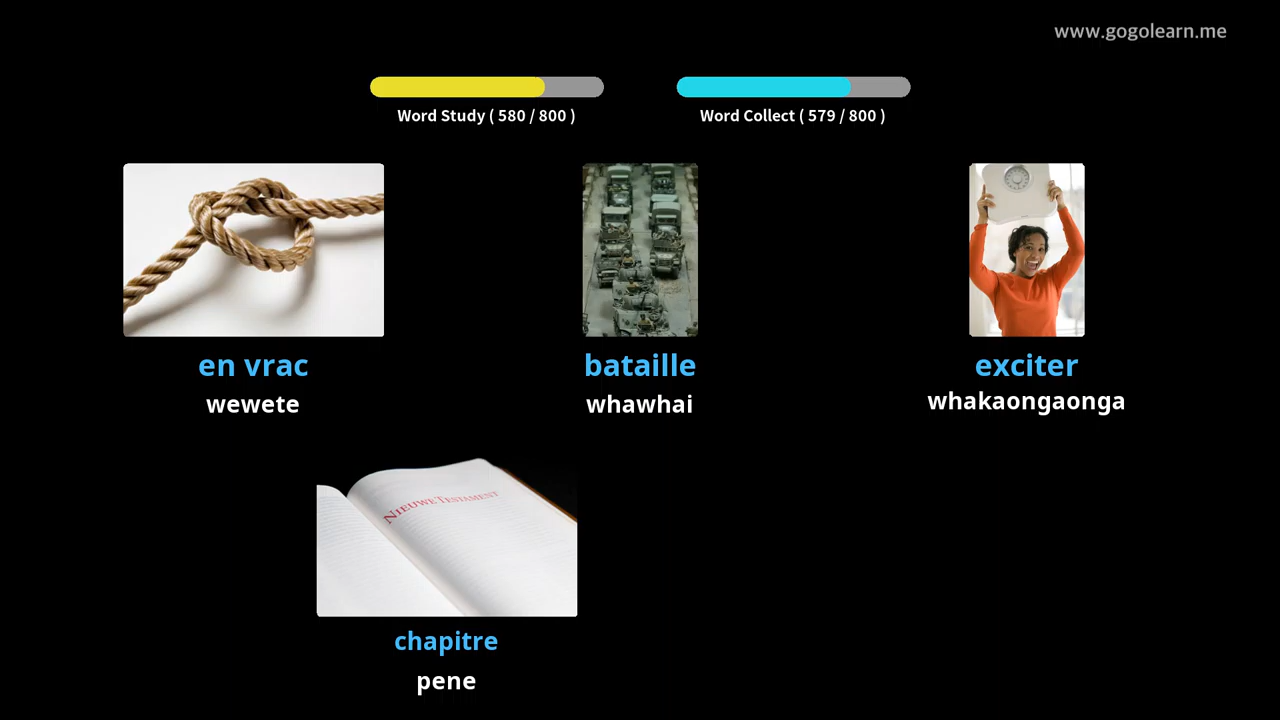 www.gogolearn.me
Word Study ( 580 / 800 )
Word Collect ( 579 / 800 )
en vrac
wewete
bataille
whawhai
exciter
whakaongaonga
NIEUWE TESTAMENT
chapitre
pene